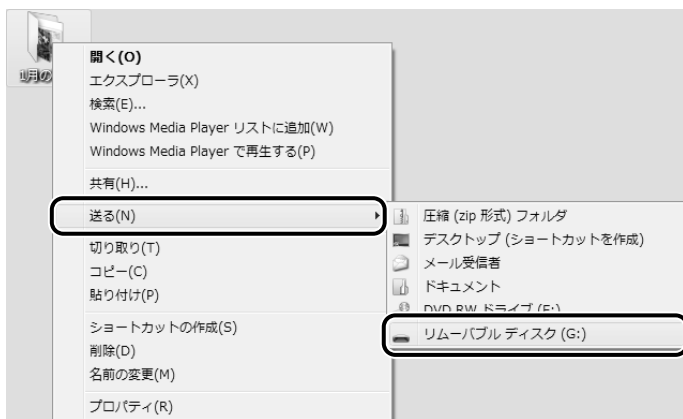 1月の
開く(O)
エクスプローラ(X)
検索(E)...
Windows Media Player リストに追加(W)
Windows Media Player で再生する(P)
共有(H)...
送る(N)
切り取り(T)
コピー(C)
貼り付け(P)
ショートカットの作成(S)
削除(D)
名前の変更(M)
プロパティ(R)
圧縮 (zip 形式) フォルダ
デスクトップ (ショートカットを作成)
メール受信者
ドキュメント
DVD RW ドライブ (E:)
リムーバブル ディスク (G:)